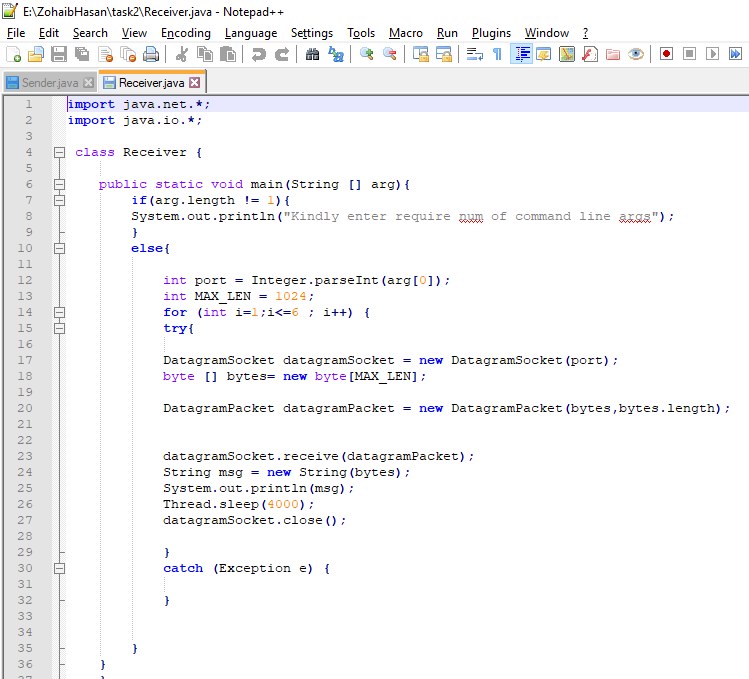 E:\ZohaibHasan\task2\Receiver.java - Notepad++
File Edit Search View Encoding Language Settings Tools Macro Run Plugins Window ?
Sender.java Receiver.java
1 import java.net.*;
2 import java.io.*;
3
4 class Receiver {
5
6 public static void main(String [] arg){
7 if(arg.length != 1){
8 System.out.println("Kindly enter require num of command line args");
9 }
10 else{
11
12 int port = Integer.parseInt(arg[0]);
13 int MAX_LEN = 1024;
14 for (int i=1;i<=6 ; i++) {
15 try{
16
17 DatagramSocket datagramSocket = new DatagramSocket(port);
18 byte [] bytes= new byte[MAX_LEN];
19
20 DatagramPacket datagramPacket = new DatagramPacket(bytes,bytes.length);
21
22
23 datagramSocket.receive(datagramPacket);
24 String msg = new String(bytes);
25 System.out.println(msg);
26 Thread.sleep(4000);
27 datagramSocket.close();
28
29 }
30 catch (Exception e) {
31
32 }
33
34
35 }
36 }
37 }